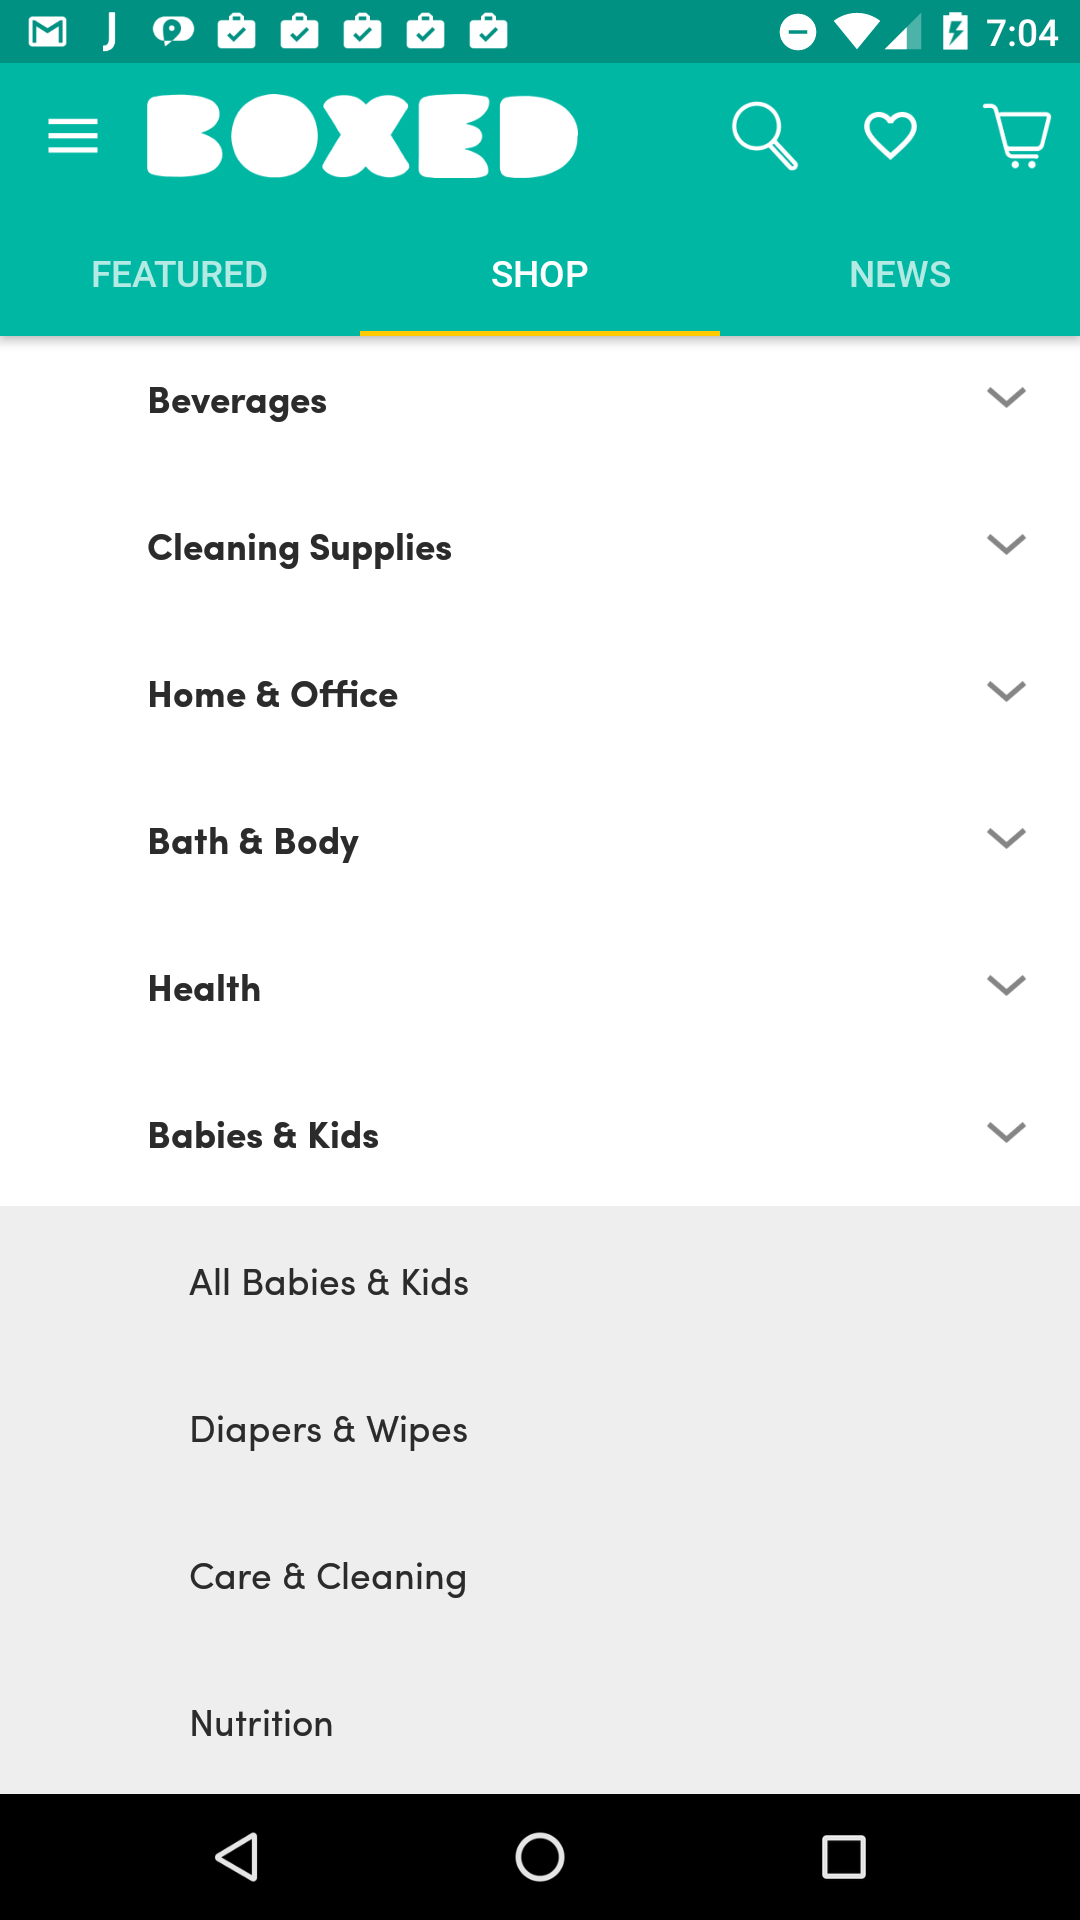 7:04
BOXED
FEATURED SHOP NEWS
Beverages
Cleaning Supplies
Home & Office
Bath & Body
Health
Babies & Kids
All Babies & Kids
Diapers & Wipes
Care & Cleaning
Nutrition